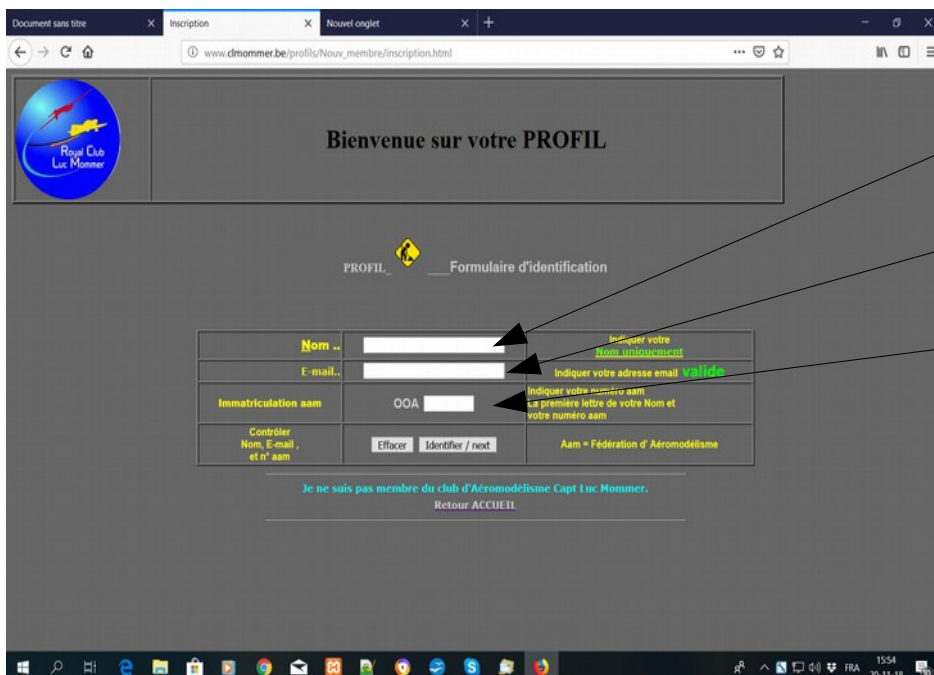 Document sans titre
Inscription
Nouvel onglet
www.clmommer.be/profils/Nouv_membre/inscription.html
Royal Club
Luc Mommer
Bienvenue sur votre PROFIL
PROFIL_ ___Formulaire d'identification
Nom ..
Indiquer votre
Nom uniquement
E-mail..
Indiquer votre adresse email valide
Immatriculation aam
OOA
Indiquer votre numéro aam
La première lettre de votre Nom et
votre numéro aam
Contrôler
Nom, E-mail ,
et n° aam
Effacer
Identifier / next
Aam = Fédération d' Aéromodélisme
Je ne suis pas membre du club d'Aéromodélisme Capt Luc Mommer.
Retour ACCUEIL
FRA
15:54
20-11-18